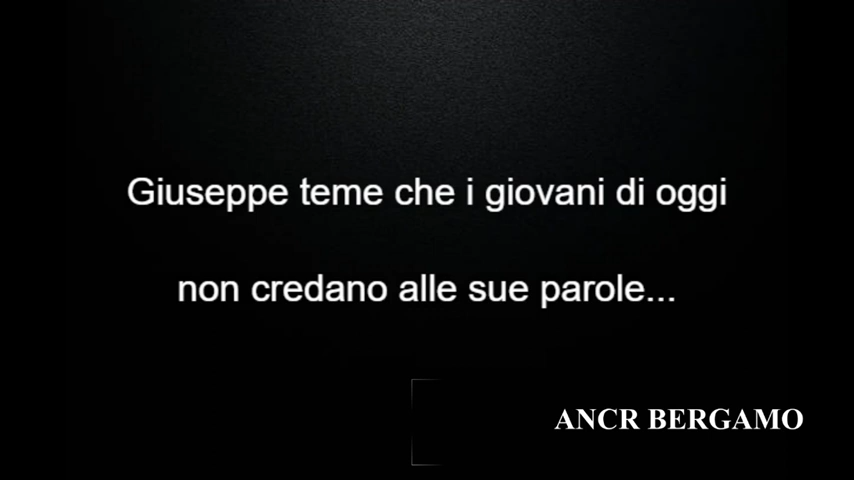 Giuseppe teme che i giovani di oggi
non credano alle sue parole...
ANCR BERGAMO